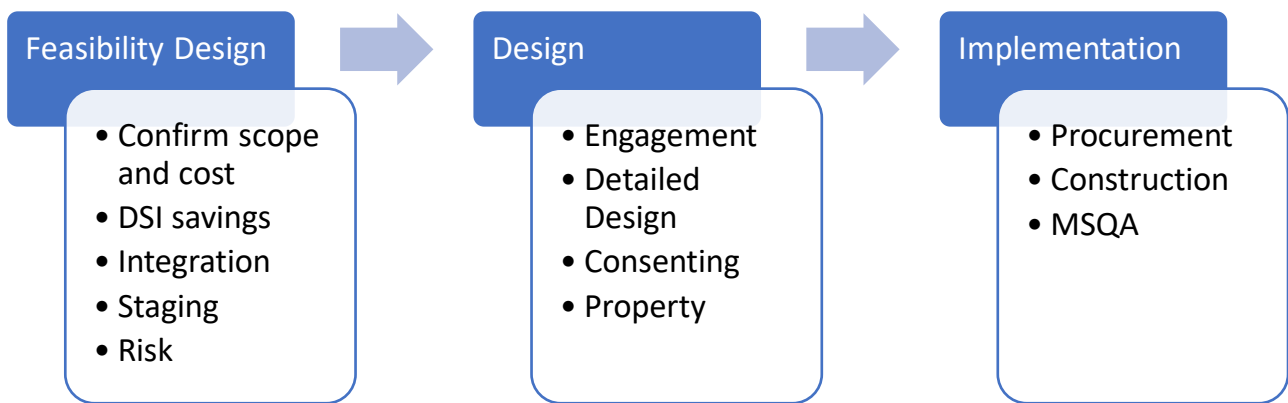 Feasibility Design
• Confirm scope
and cost
• DSI savings
• Integration
• Staging
• Risk
Design
• Engagement
• Detailed
Design
• Consenting
• Property
Implementation
• Procurement
• Construction
• MSQA